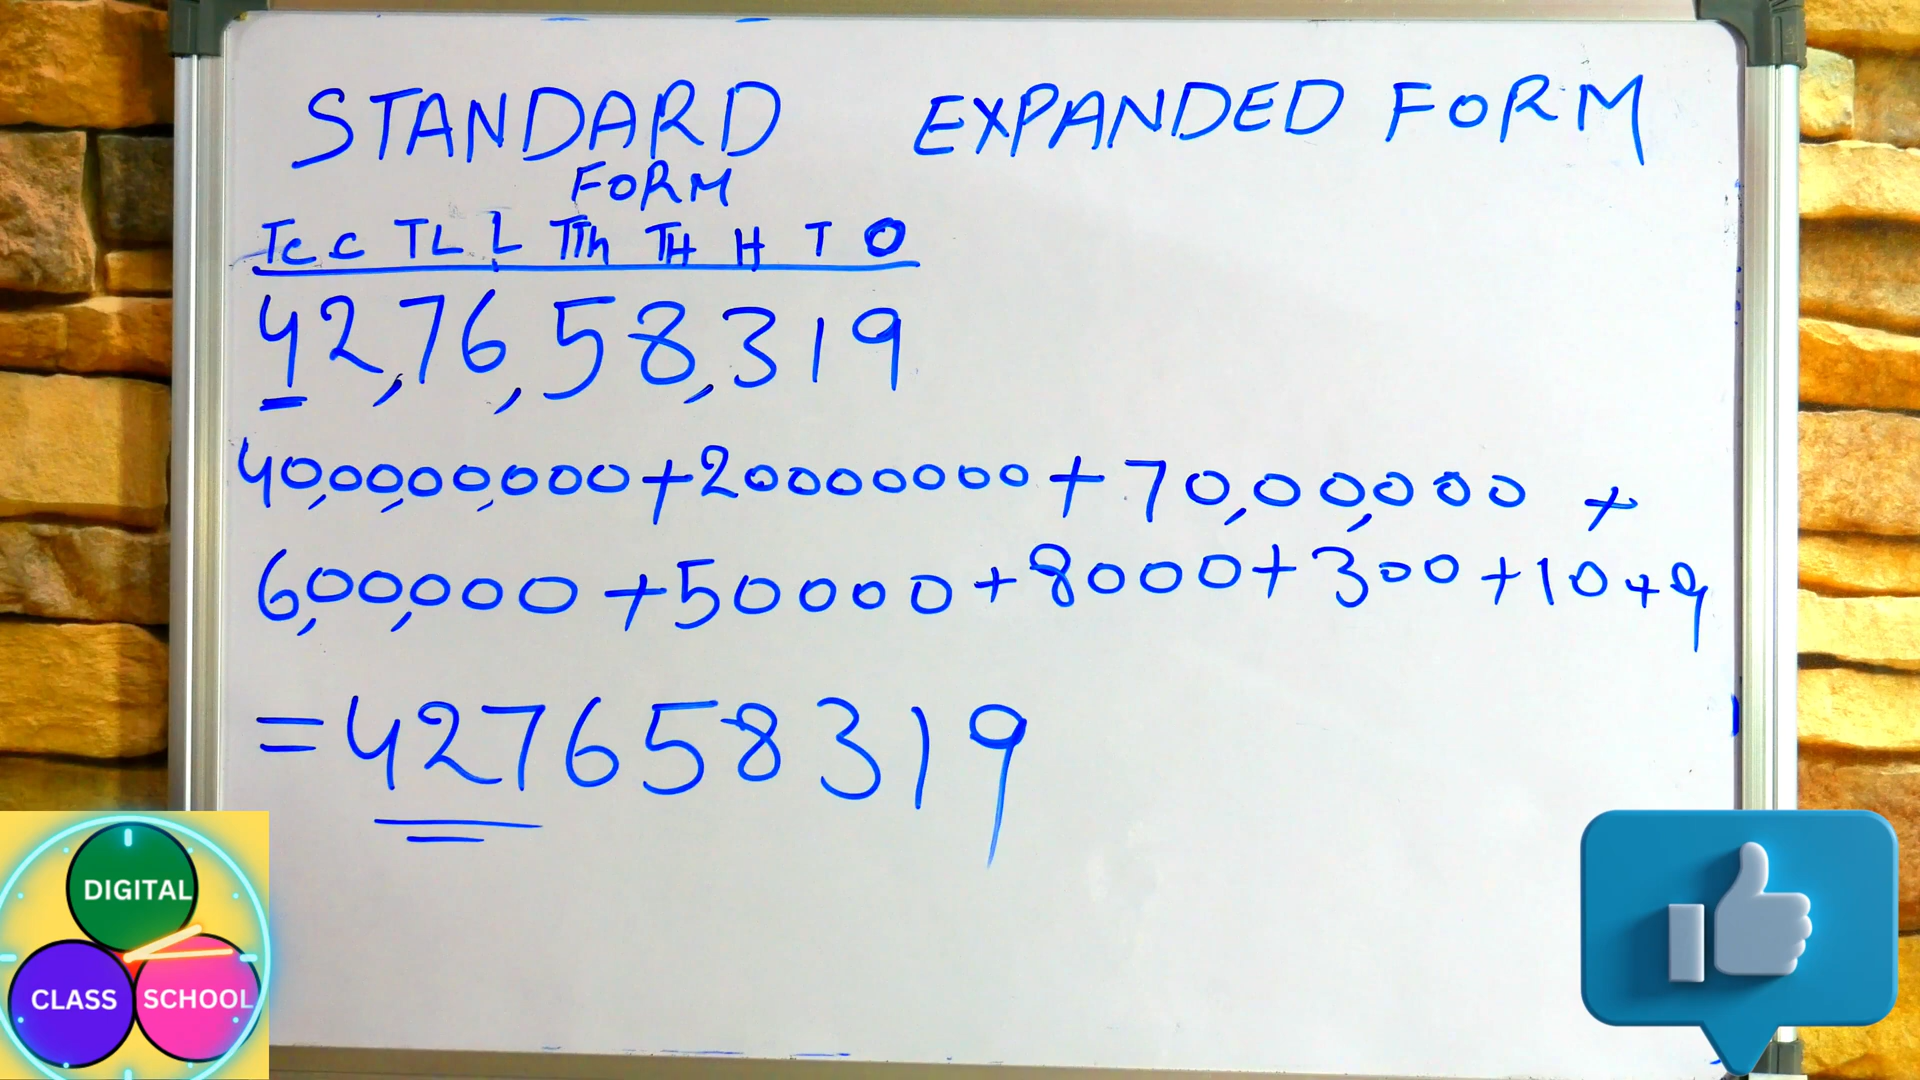 STANDARD EXPANDED FORM
FORM
TC C TL L TTh TH H T O
42,76,58,319
40,00,00,000+20000000+70,00,000 +
6,00,000+50000+8000+300+10+9
=427658319
DIGITAL
CLASS SCHOOL